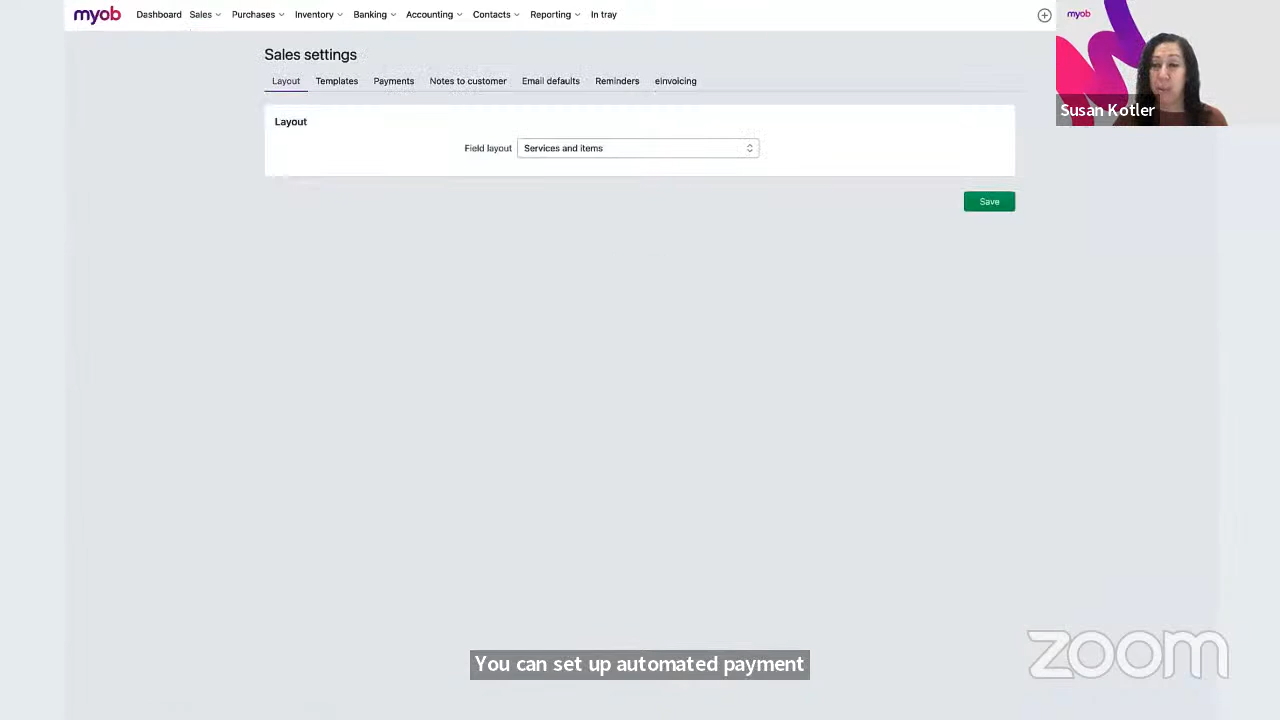 myob Dashboard Sales Purchases Inventory Banking Accounting Contacts Reporting In tray
myob
Sales settings
Layout Templates Payments Notes to customer Email defaults Reminders eInvoicing
Susan Kotler
Layout
Field layout Services and items
Save
zoom
You can set up automated payment